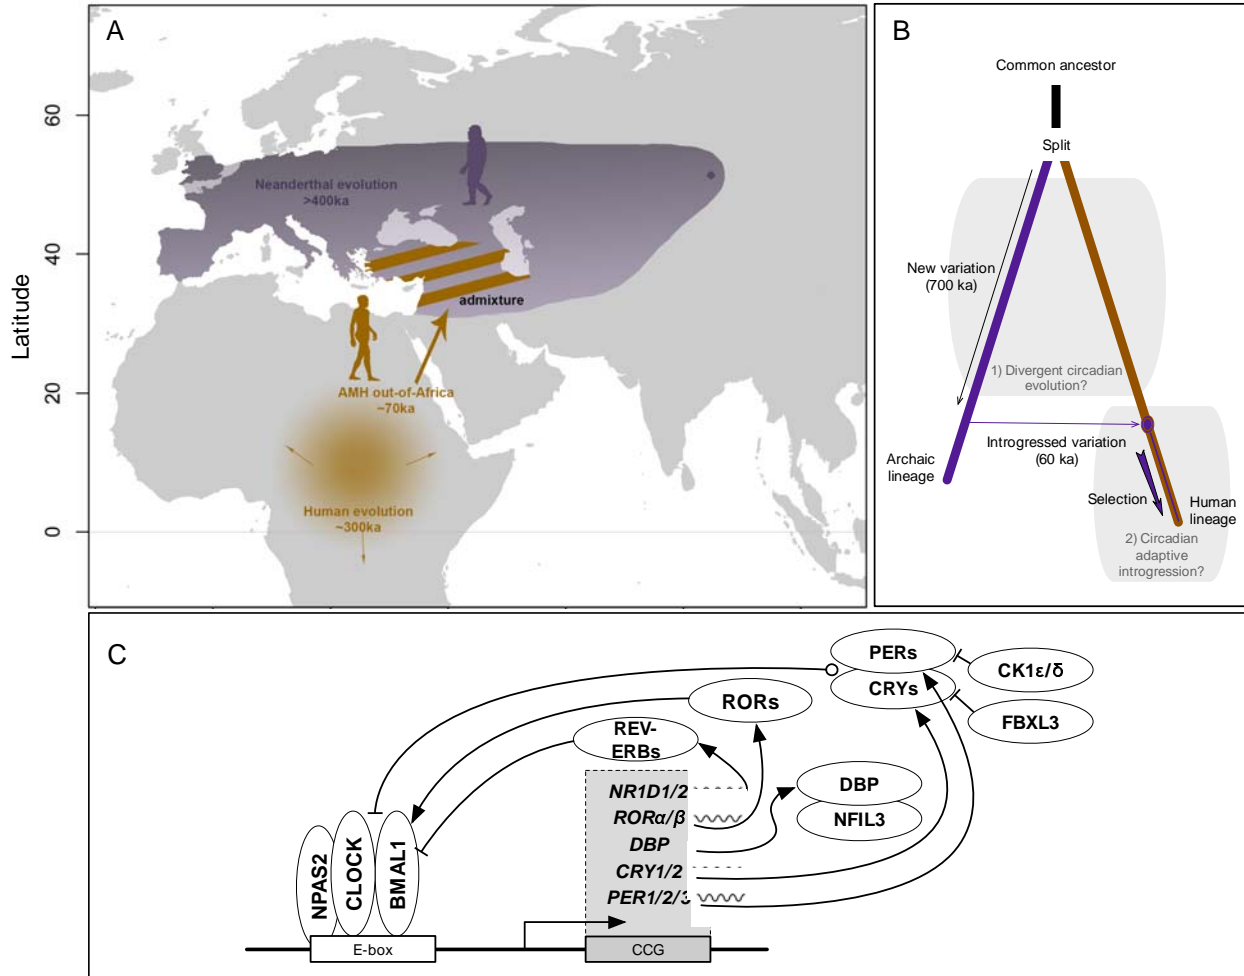 A
Latitude
60
40
20
0
Neanderthal evolution
>400ka
admixture
AMH out-of-Africa
~70ka
Human evolution
~300ka
B
Common ancestor
Split
New variation
(700 ka)
1) Divergent circadian
evolution?
Introgressed variation
(60 ka)
Archaic
lineage
Selection
Human
lineage
2) Circadian
adaptive
introgression?
C
PERs
CRYs
CK1ε/δ
FBXL3
RORs
REV-
ERBs
DBP
NFIL3
NR1D1/2
RORα/β
DBP
CRY1/2
PER1/2/3
NPAS2
CLOCK
BMAL1
E-box
CCG